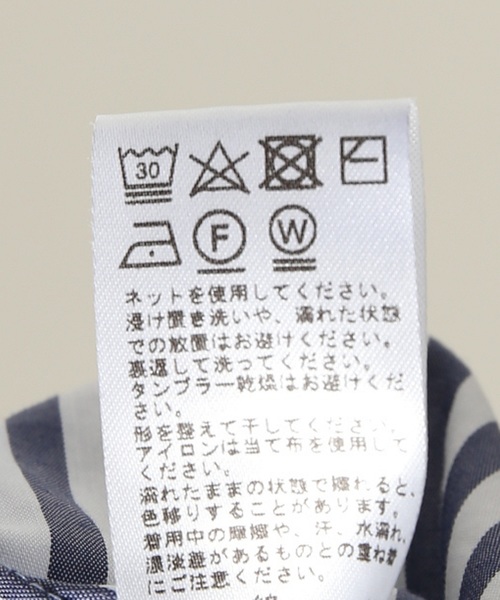 30
F W
ネットを使用してください。
浸け置き洗いや、濡れた状態
での放置はお避けください。
裏返して洗ってください。
タンブラー乾燥はお避けくだ
さい。
形を整えて干してください。
アイロンは当て布を使用して
ください。
濡れたままの状態で擦れると、
色移りすることがあります。
着用中の摩擦や、汗、水濡れ、
濃淡差があるものとの重ね着
にご注意ください。